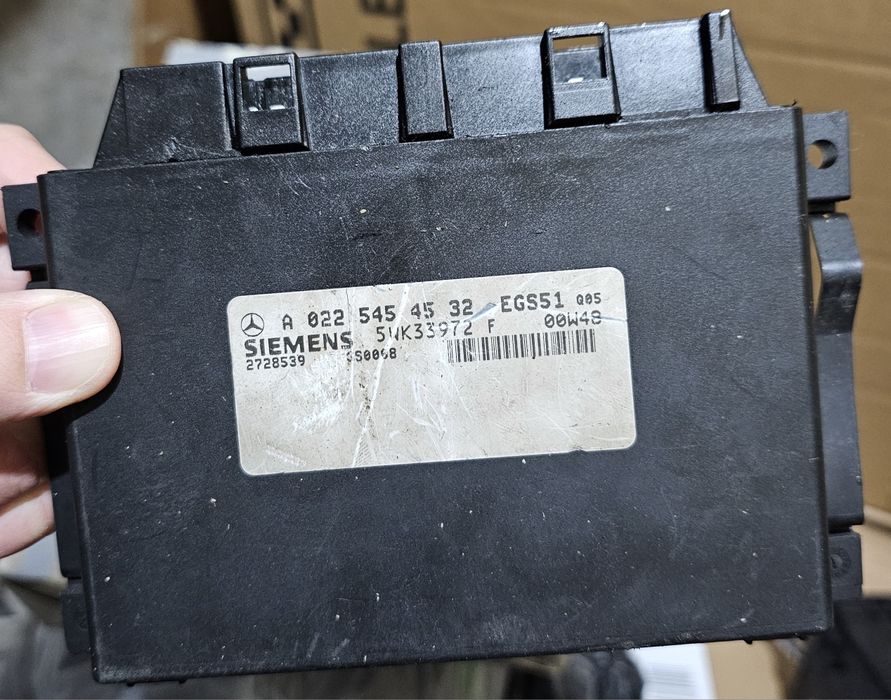 A 022 545 45 32 EGS51 Q05
SIEMENS 5WK33972 F 00W48
2728539 SS0008